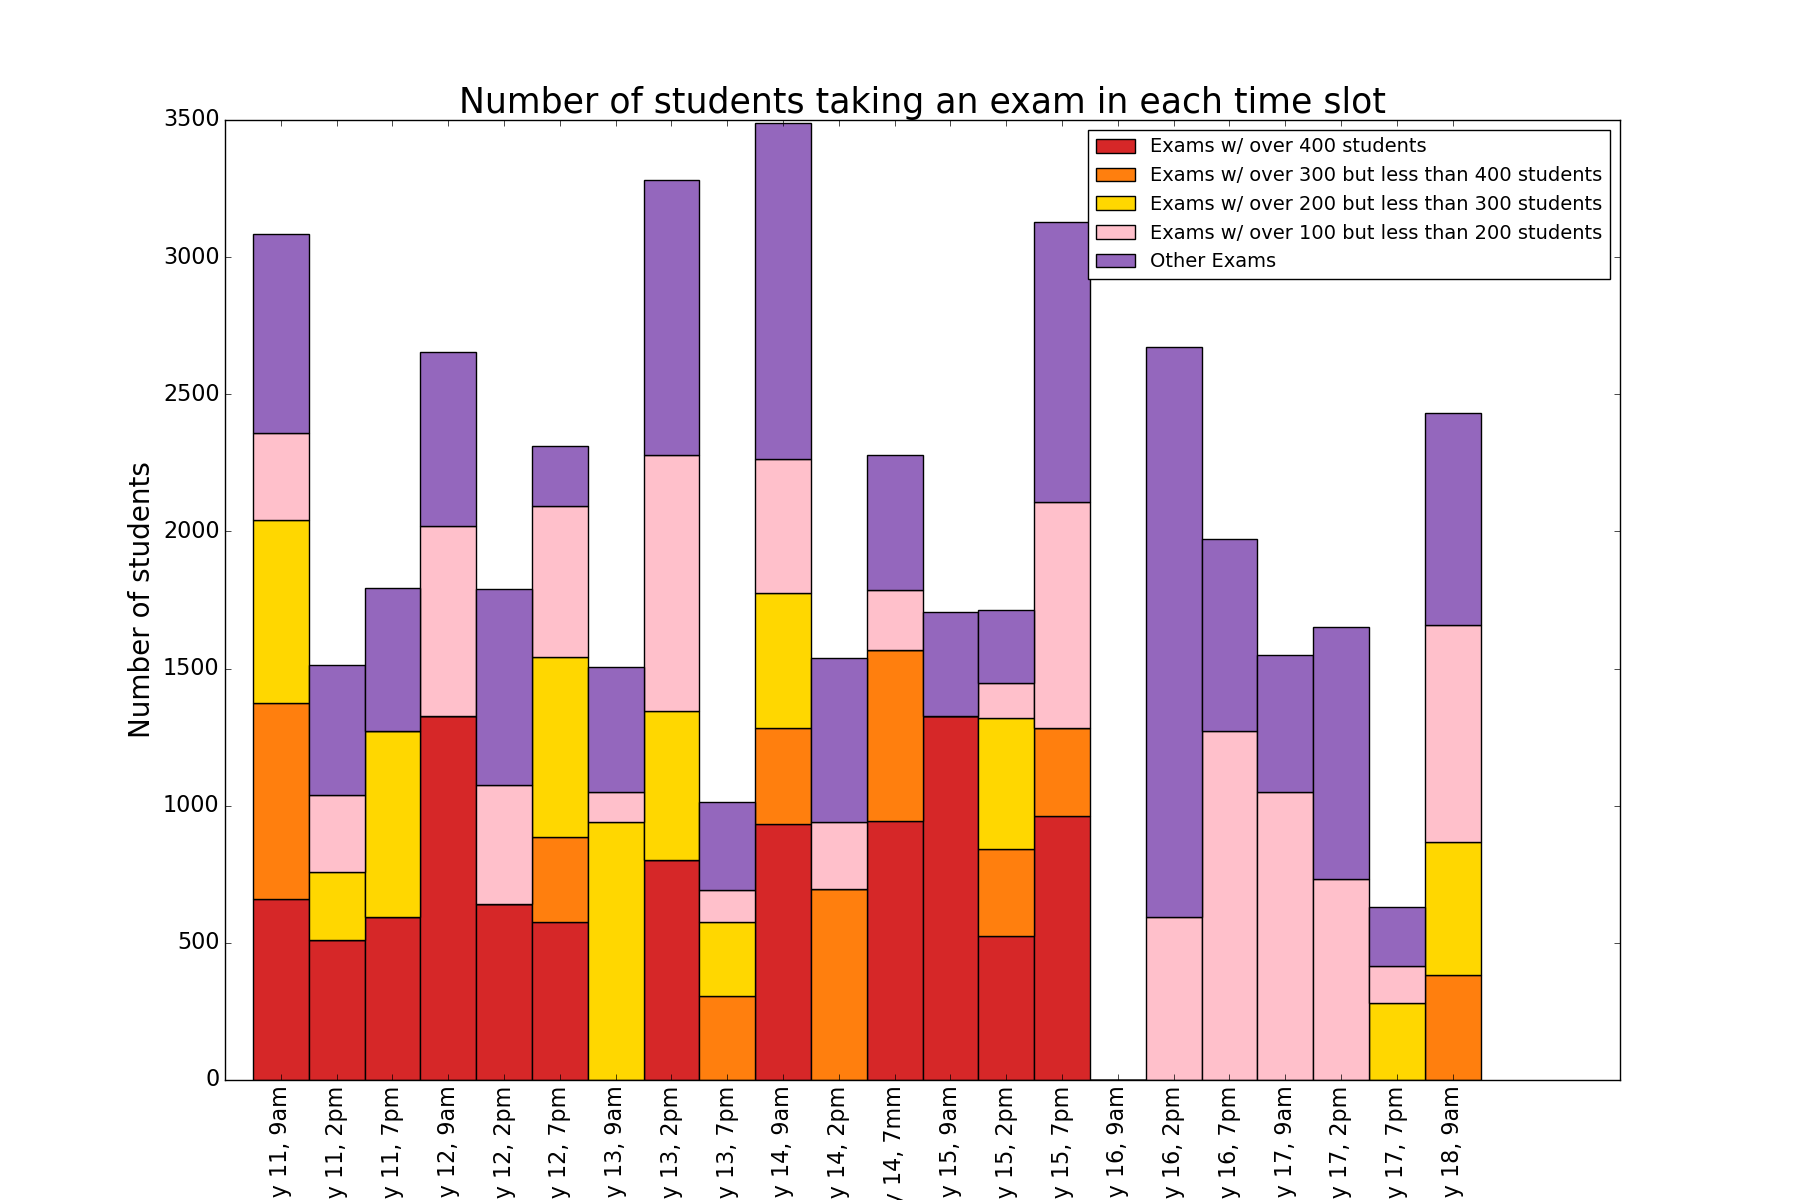 Number of students taking an exam in each time slot
Exams w/ over 400 students
Exams w/ over 300 but less than 400 students
Exams w/ over 200 but less than 300 students
Exams w/ over 100 but less than 200 students
Other Exams
Number of students
3500
3000
2500
2000
1500
1000
500
0
y 11, 9am
y 11, 2pm
y 11, 7pm
y 12, 9am
y 12, 2pm
y 12, 7pm
y 13, 9am
y 13, 2pm
y 13, 7pm
y 14, 9am
y 14, 2pm
y 14, 7mm
y 15, 9am
y 15, 2pm
y 15, 7pm
y 16, 9am
y 16, 2pm
y 16, 7pm
y 17, 9am
y 17, 2pm
y 17, 7pm
y 18, 9am